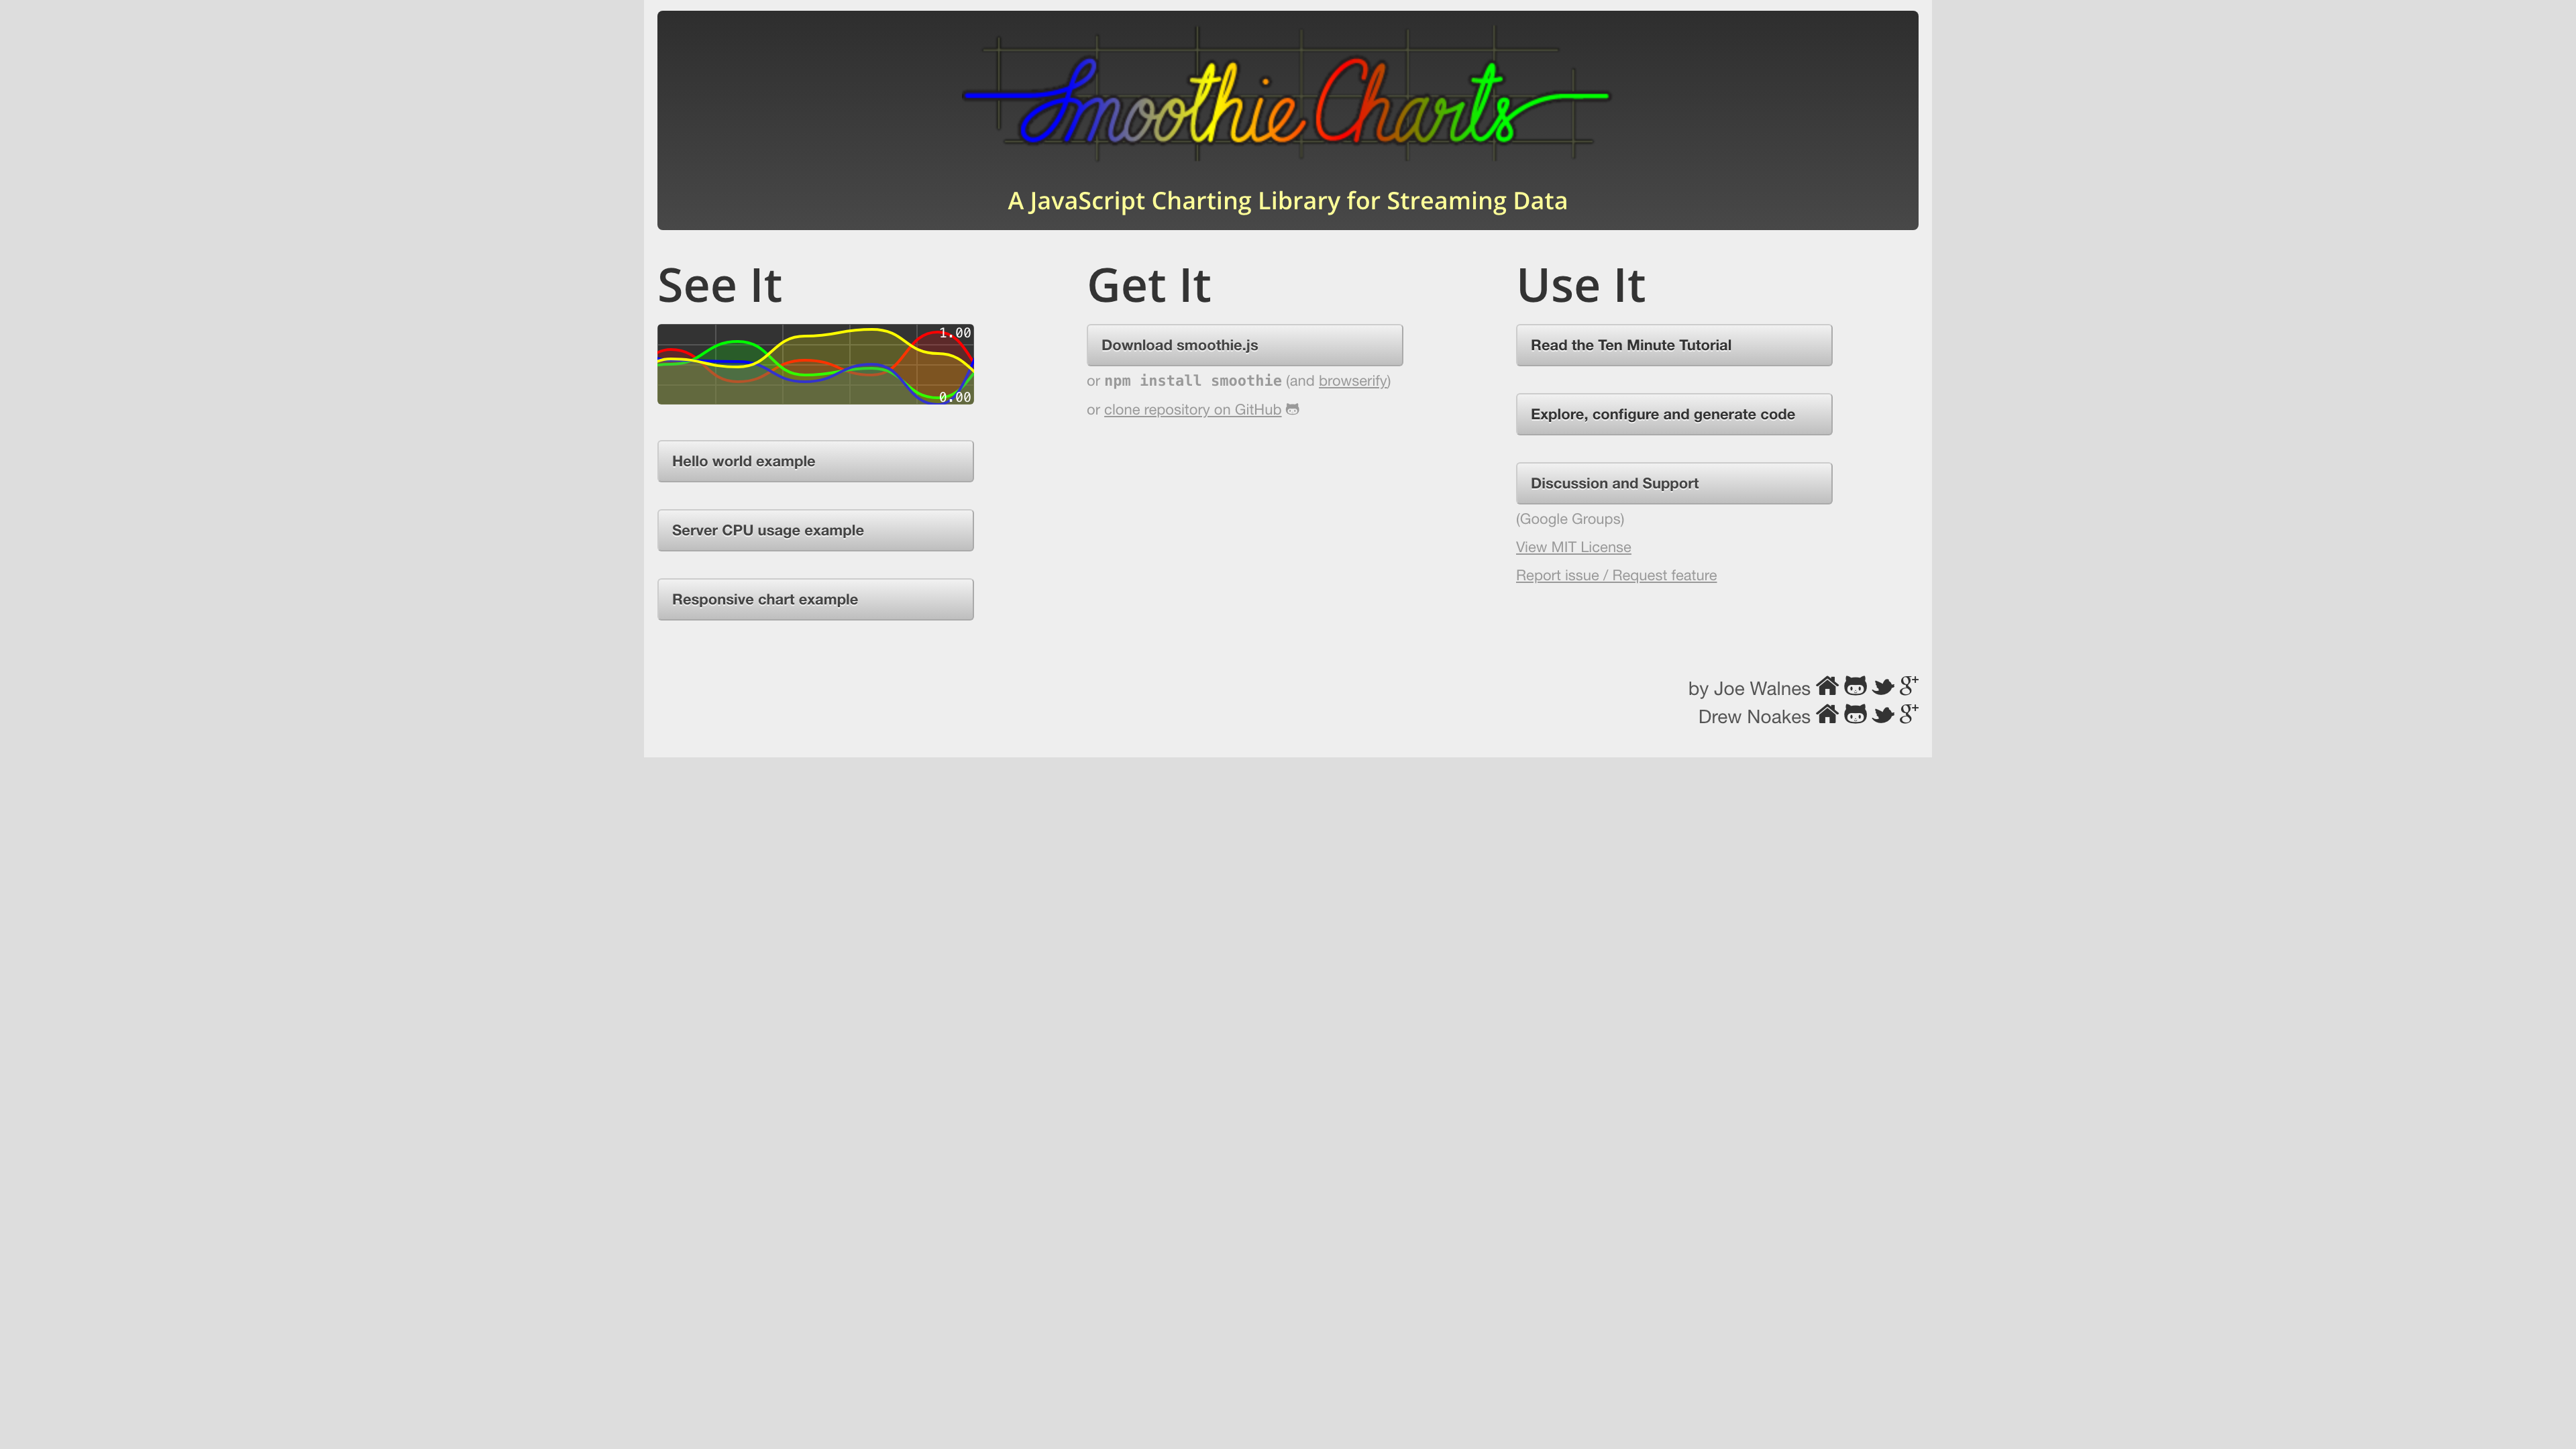 Smoothie Charts
A JavaScript Charting Library for Streaming Data
See It
1.00
0.00
Hello world example
Server CPU usage example
Responsive chart example
Get It
Download smoothie.js
or npm install smoothie (and browserify)
or clone repository on GitHub
Use It
Read the Ten Minute Tutorial
Explore, configure and generate code
Discussion and Support
(Google Groups)
View MIT License
Report issue / Request feature
by Joe Walnes g+
Drew Noakes g+